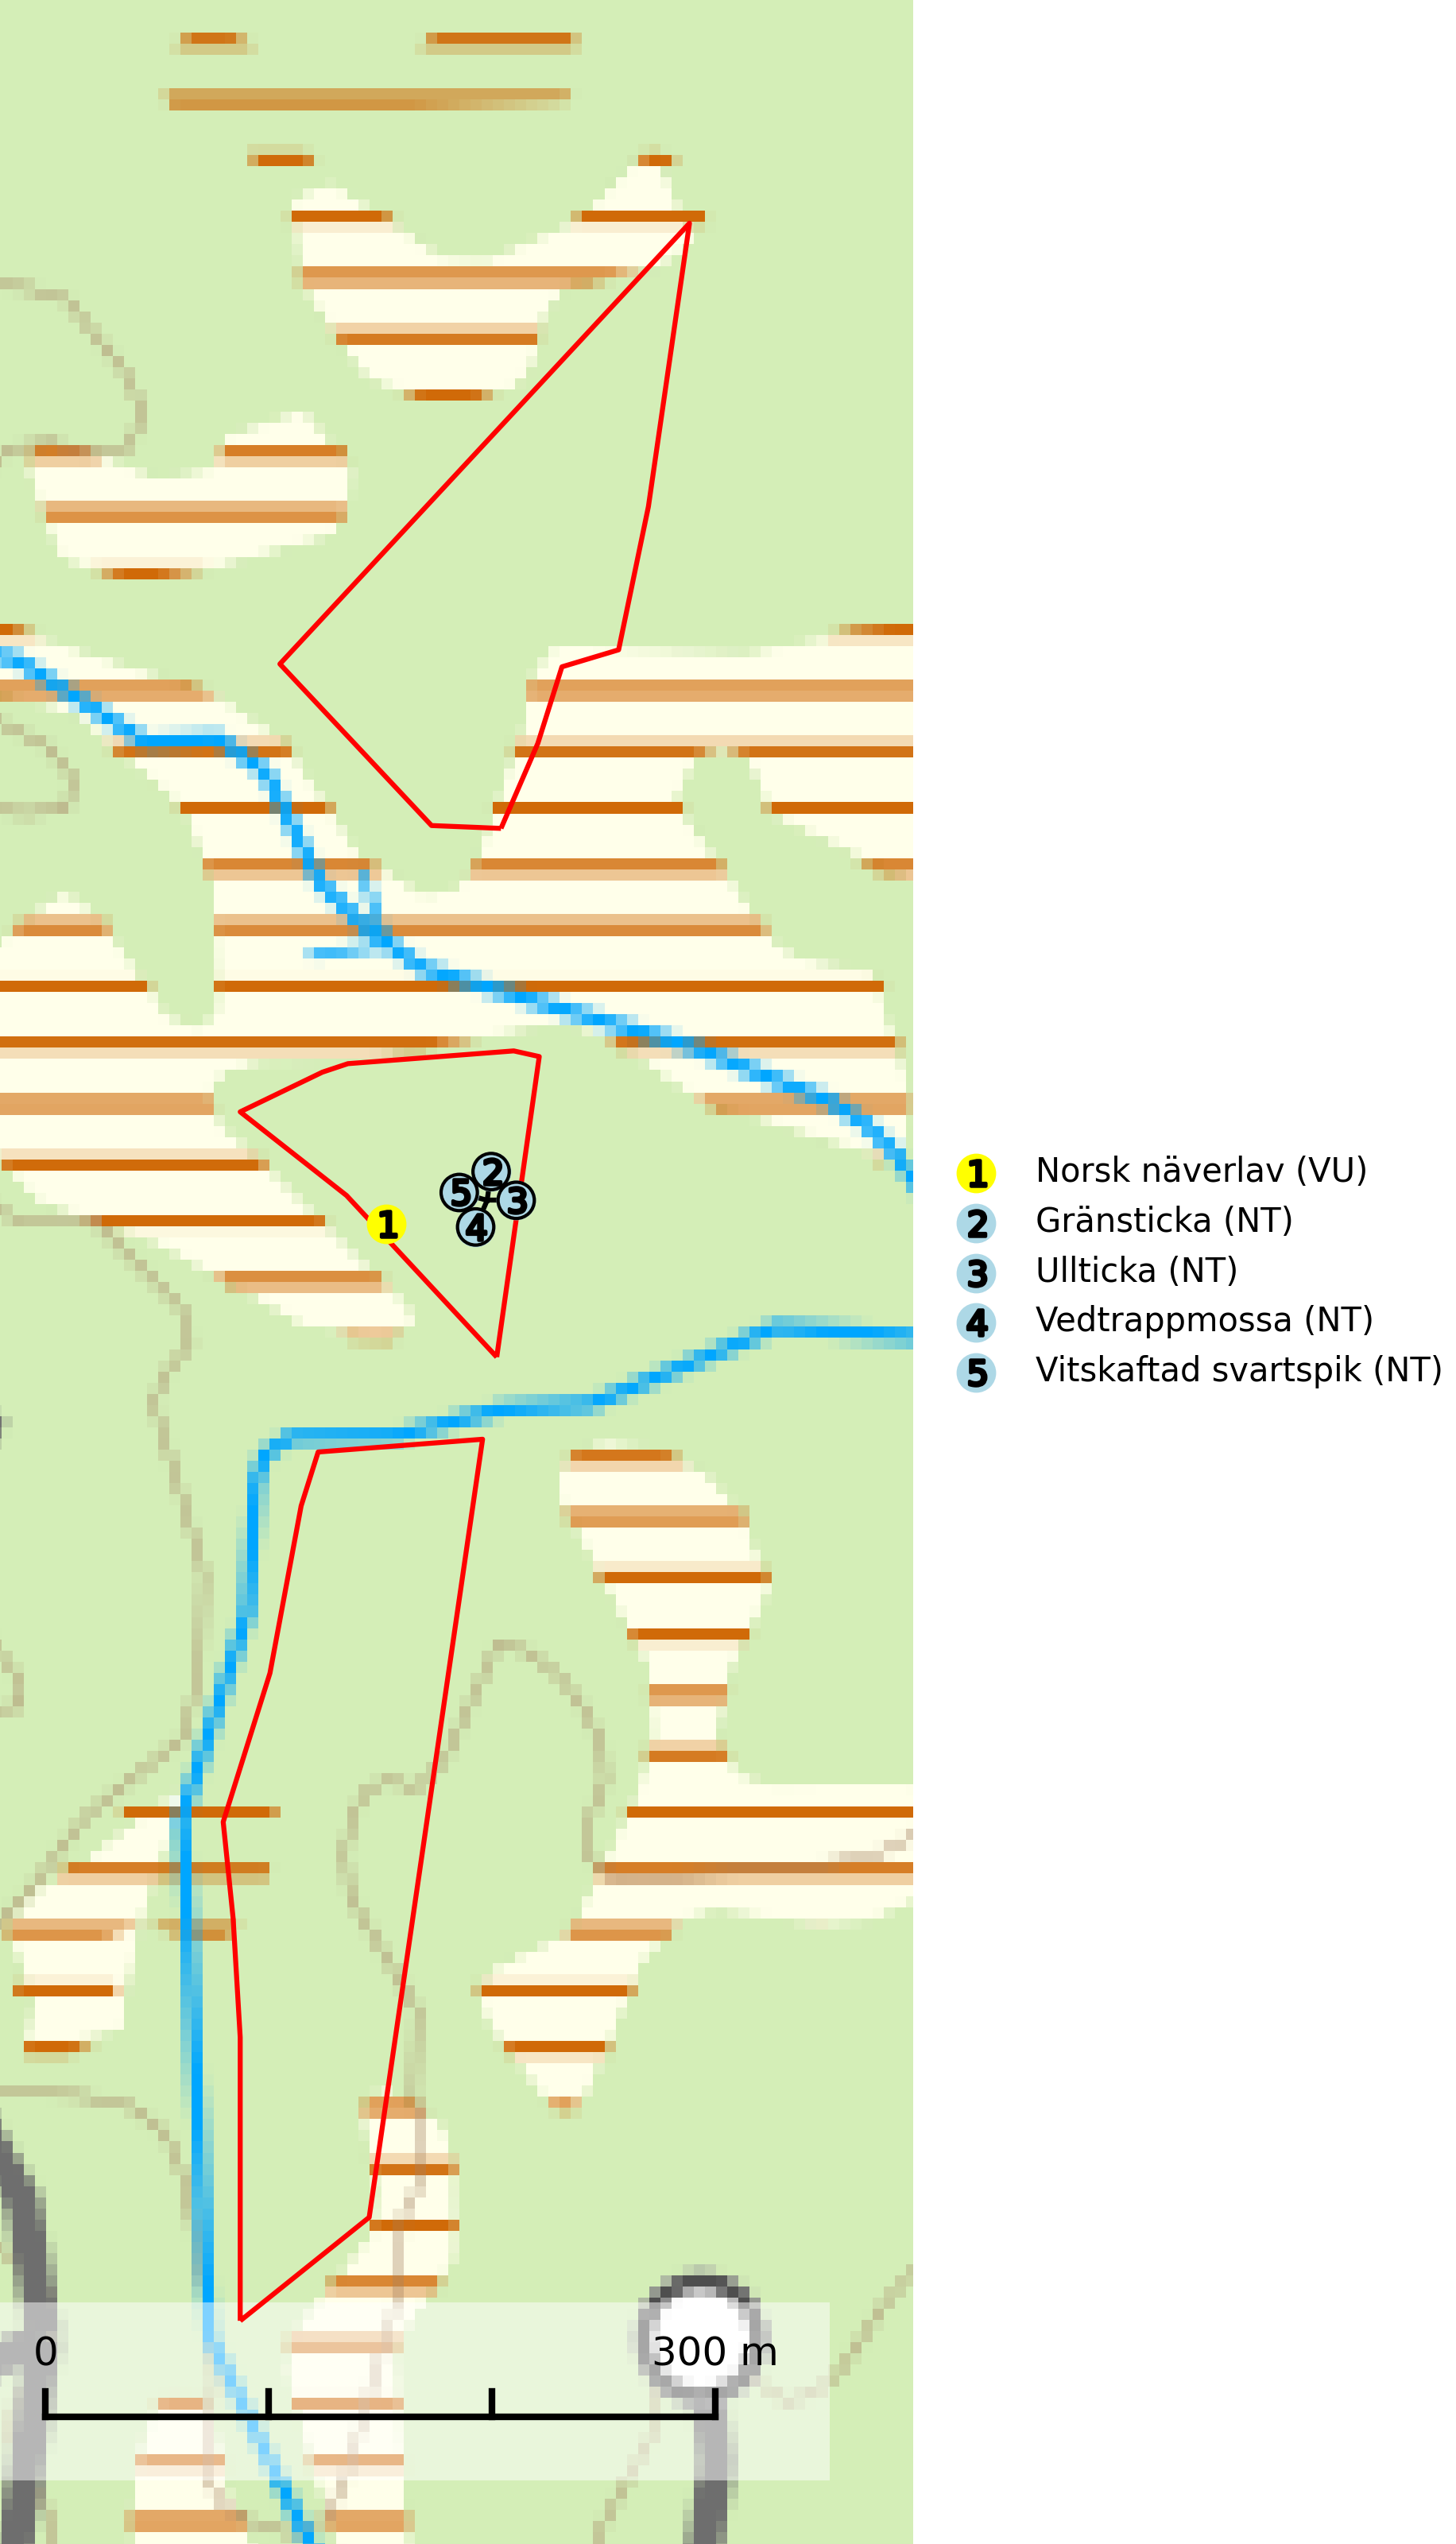 2
5
3
1
4
1 Norsk näverlav (VU)
2 Gränsticka (NT)
3 Ullticka (NT)
4 Vedtrappmossa (NT)
5 Vitskaftad svartspik (NT)
0 300 m